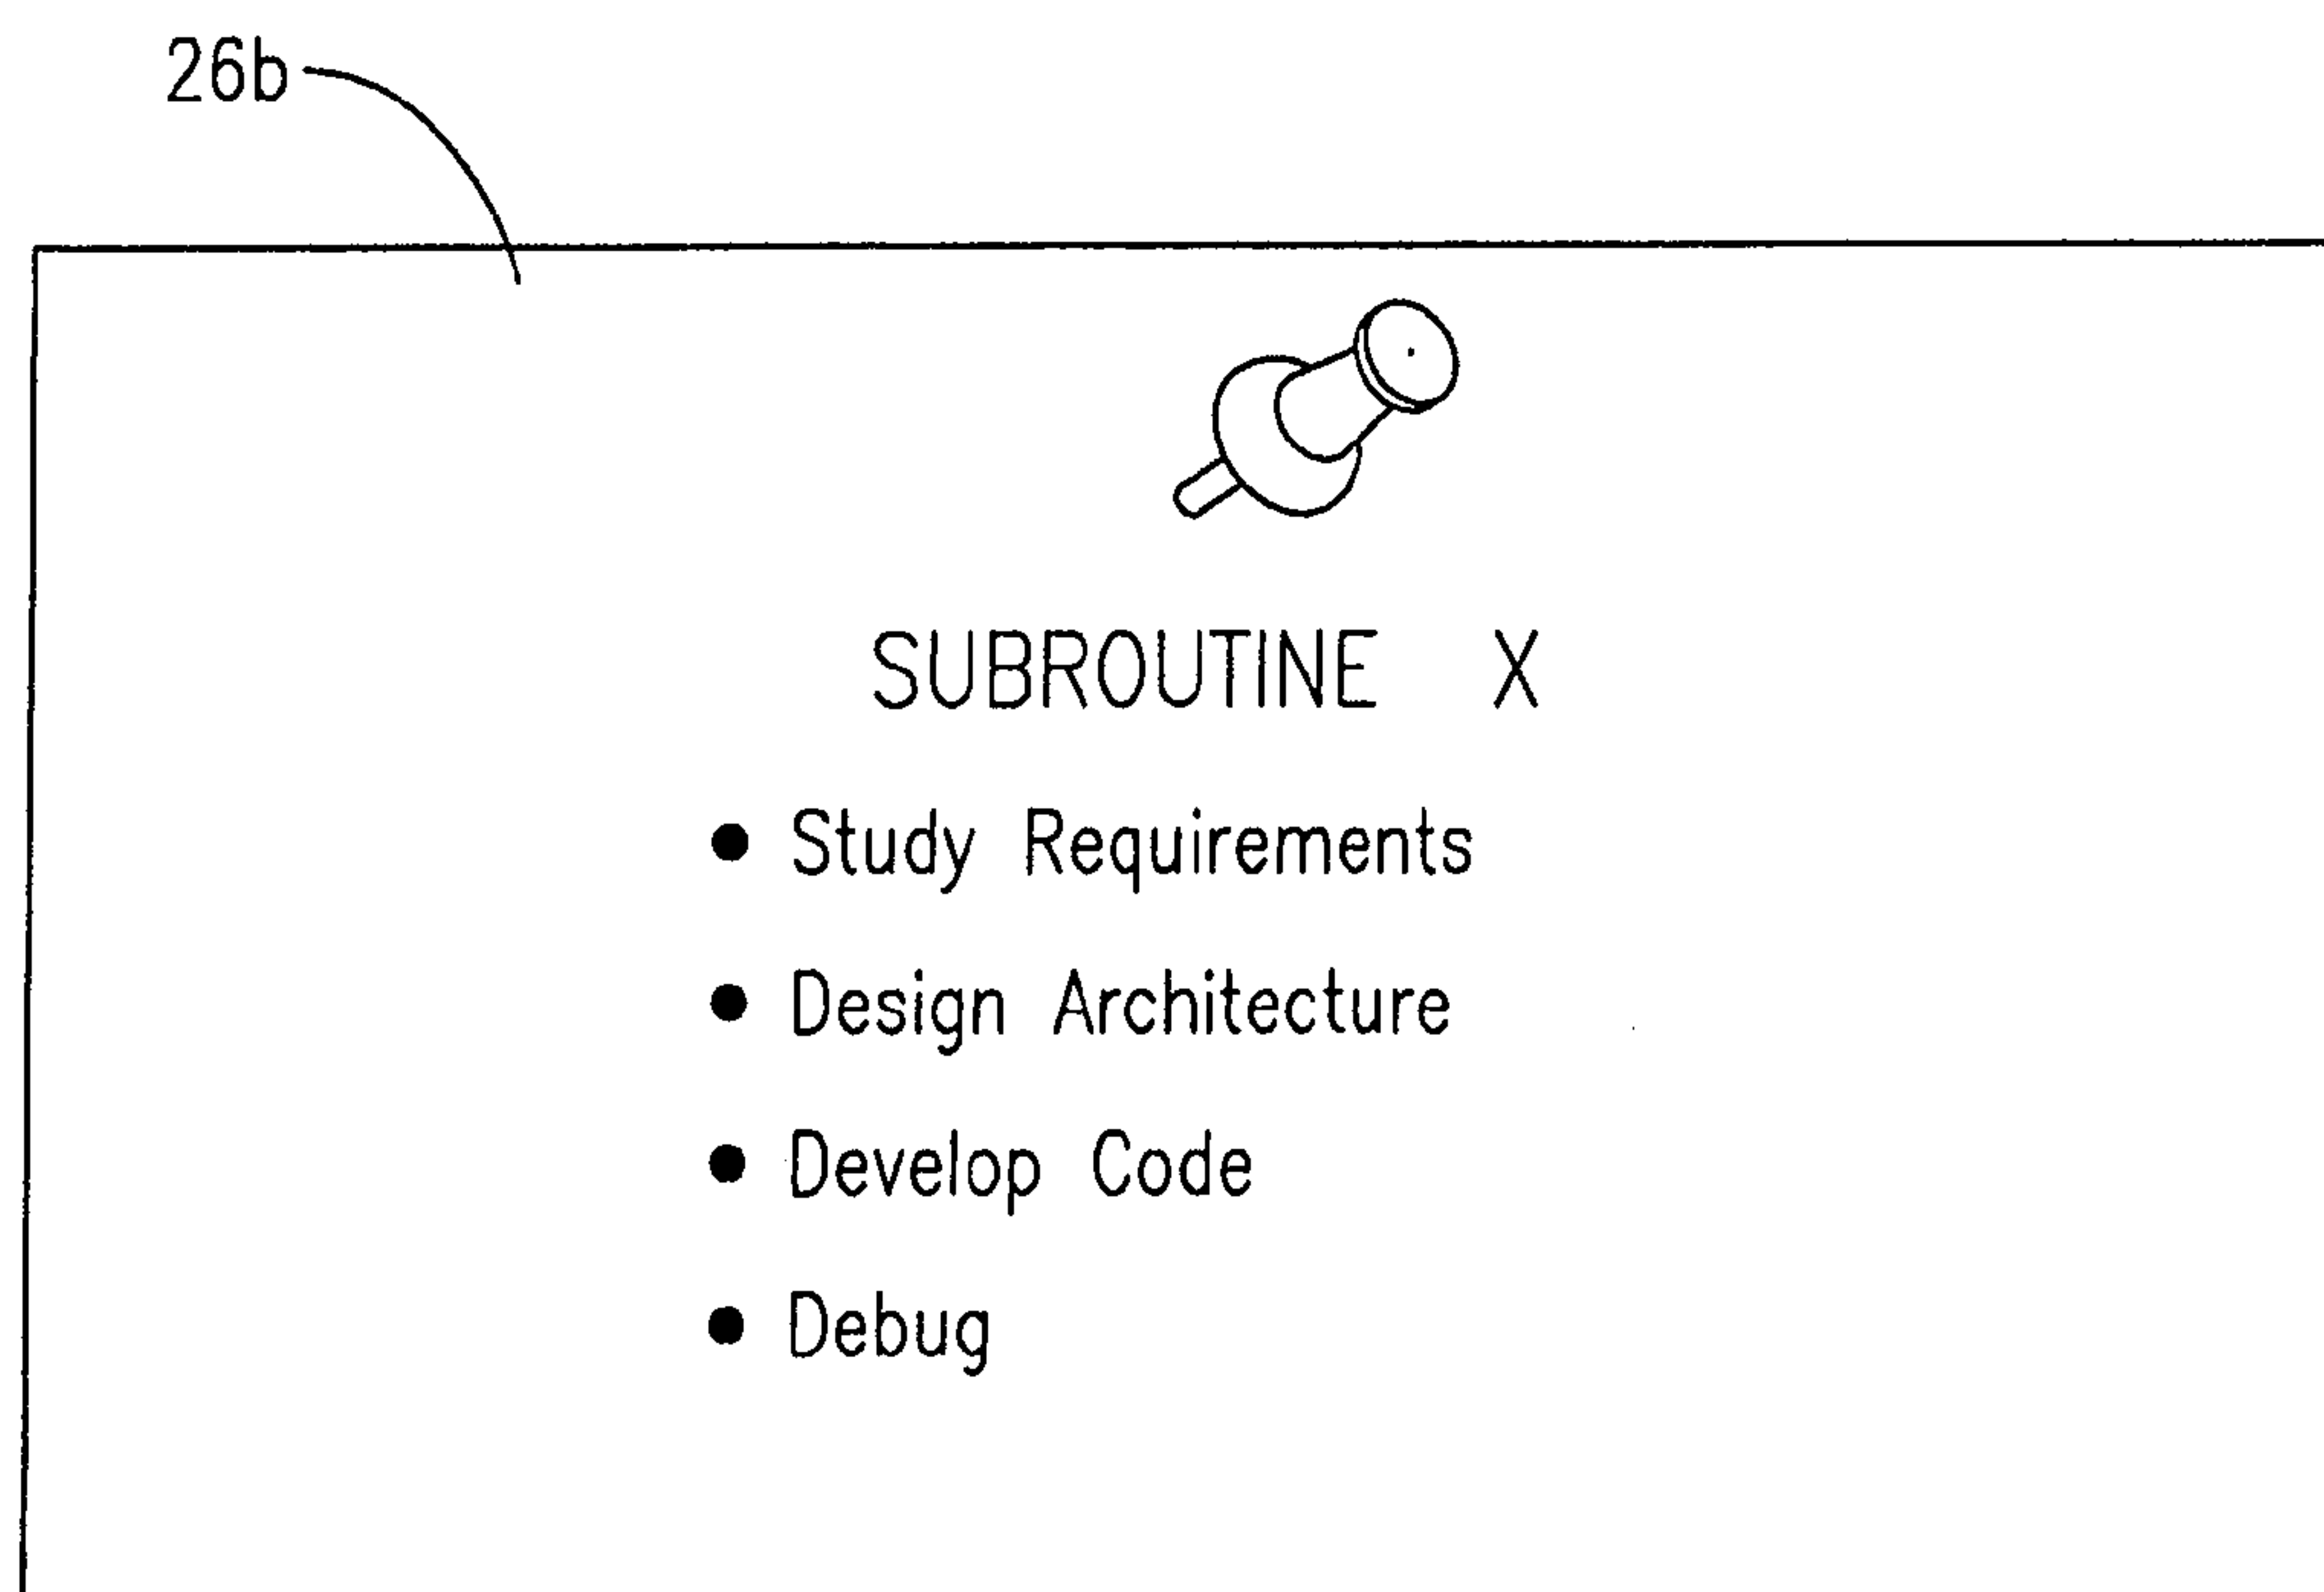 26b
SUBROUTINE X
● Study Requirements
● Design Architecture
● Develop Code
● Debug